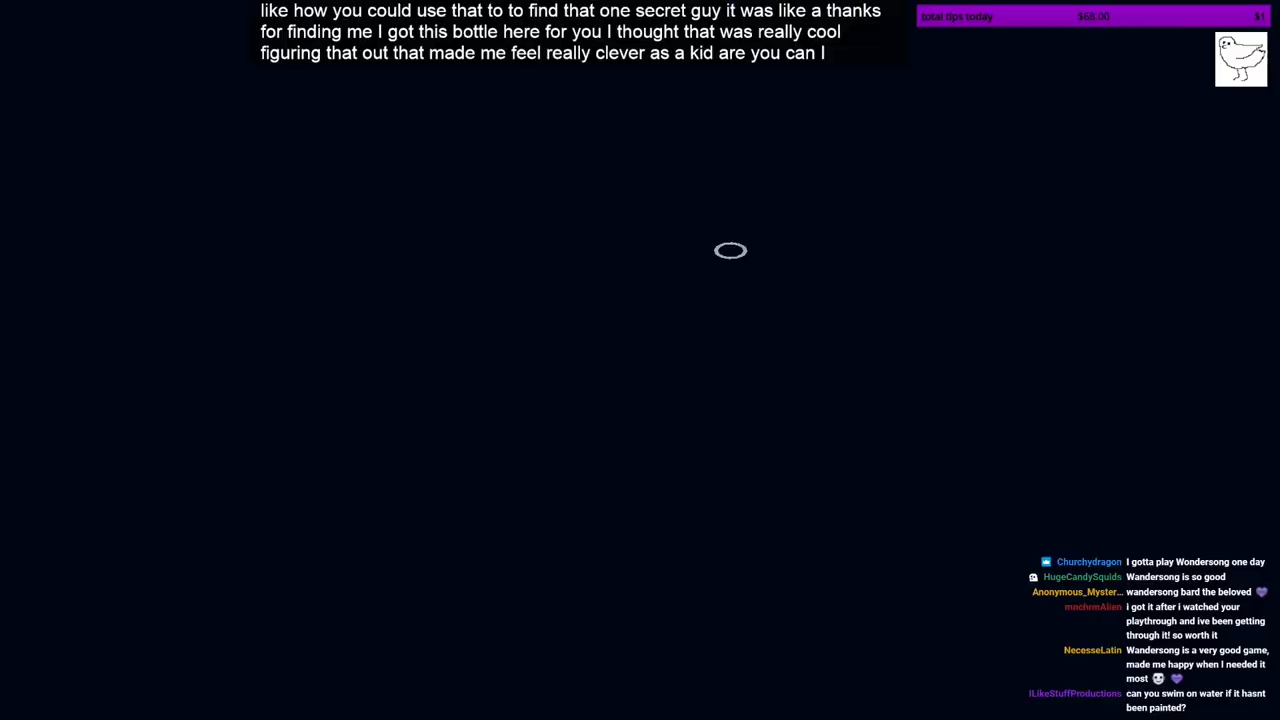 like how you could use that to to find that one secret guy it was like a thanks
for finding me I got this bottle here for you I thought that was really cool
figuring that out that made me feel really clever as a kid are you can I
total tips today $68.00 $1
Churchydragon I gotta play Wondersong one day
HugeCandySquids Wandersong is so good
Anonymous_Myster... wandersong bard the beloved
mnchrmAlien i got it after i watched your
playthrough and ive been getting
through it! so worth it
NecesseLatin Wandersong is a very good game,
made me happy when I needed it
most
ILikeStuffProductions can you swim on water if it hasnt
been painted?